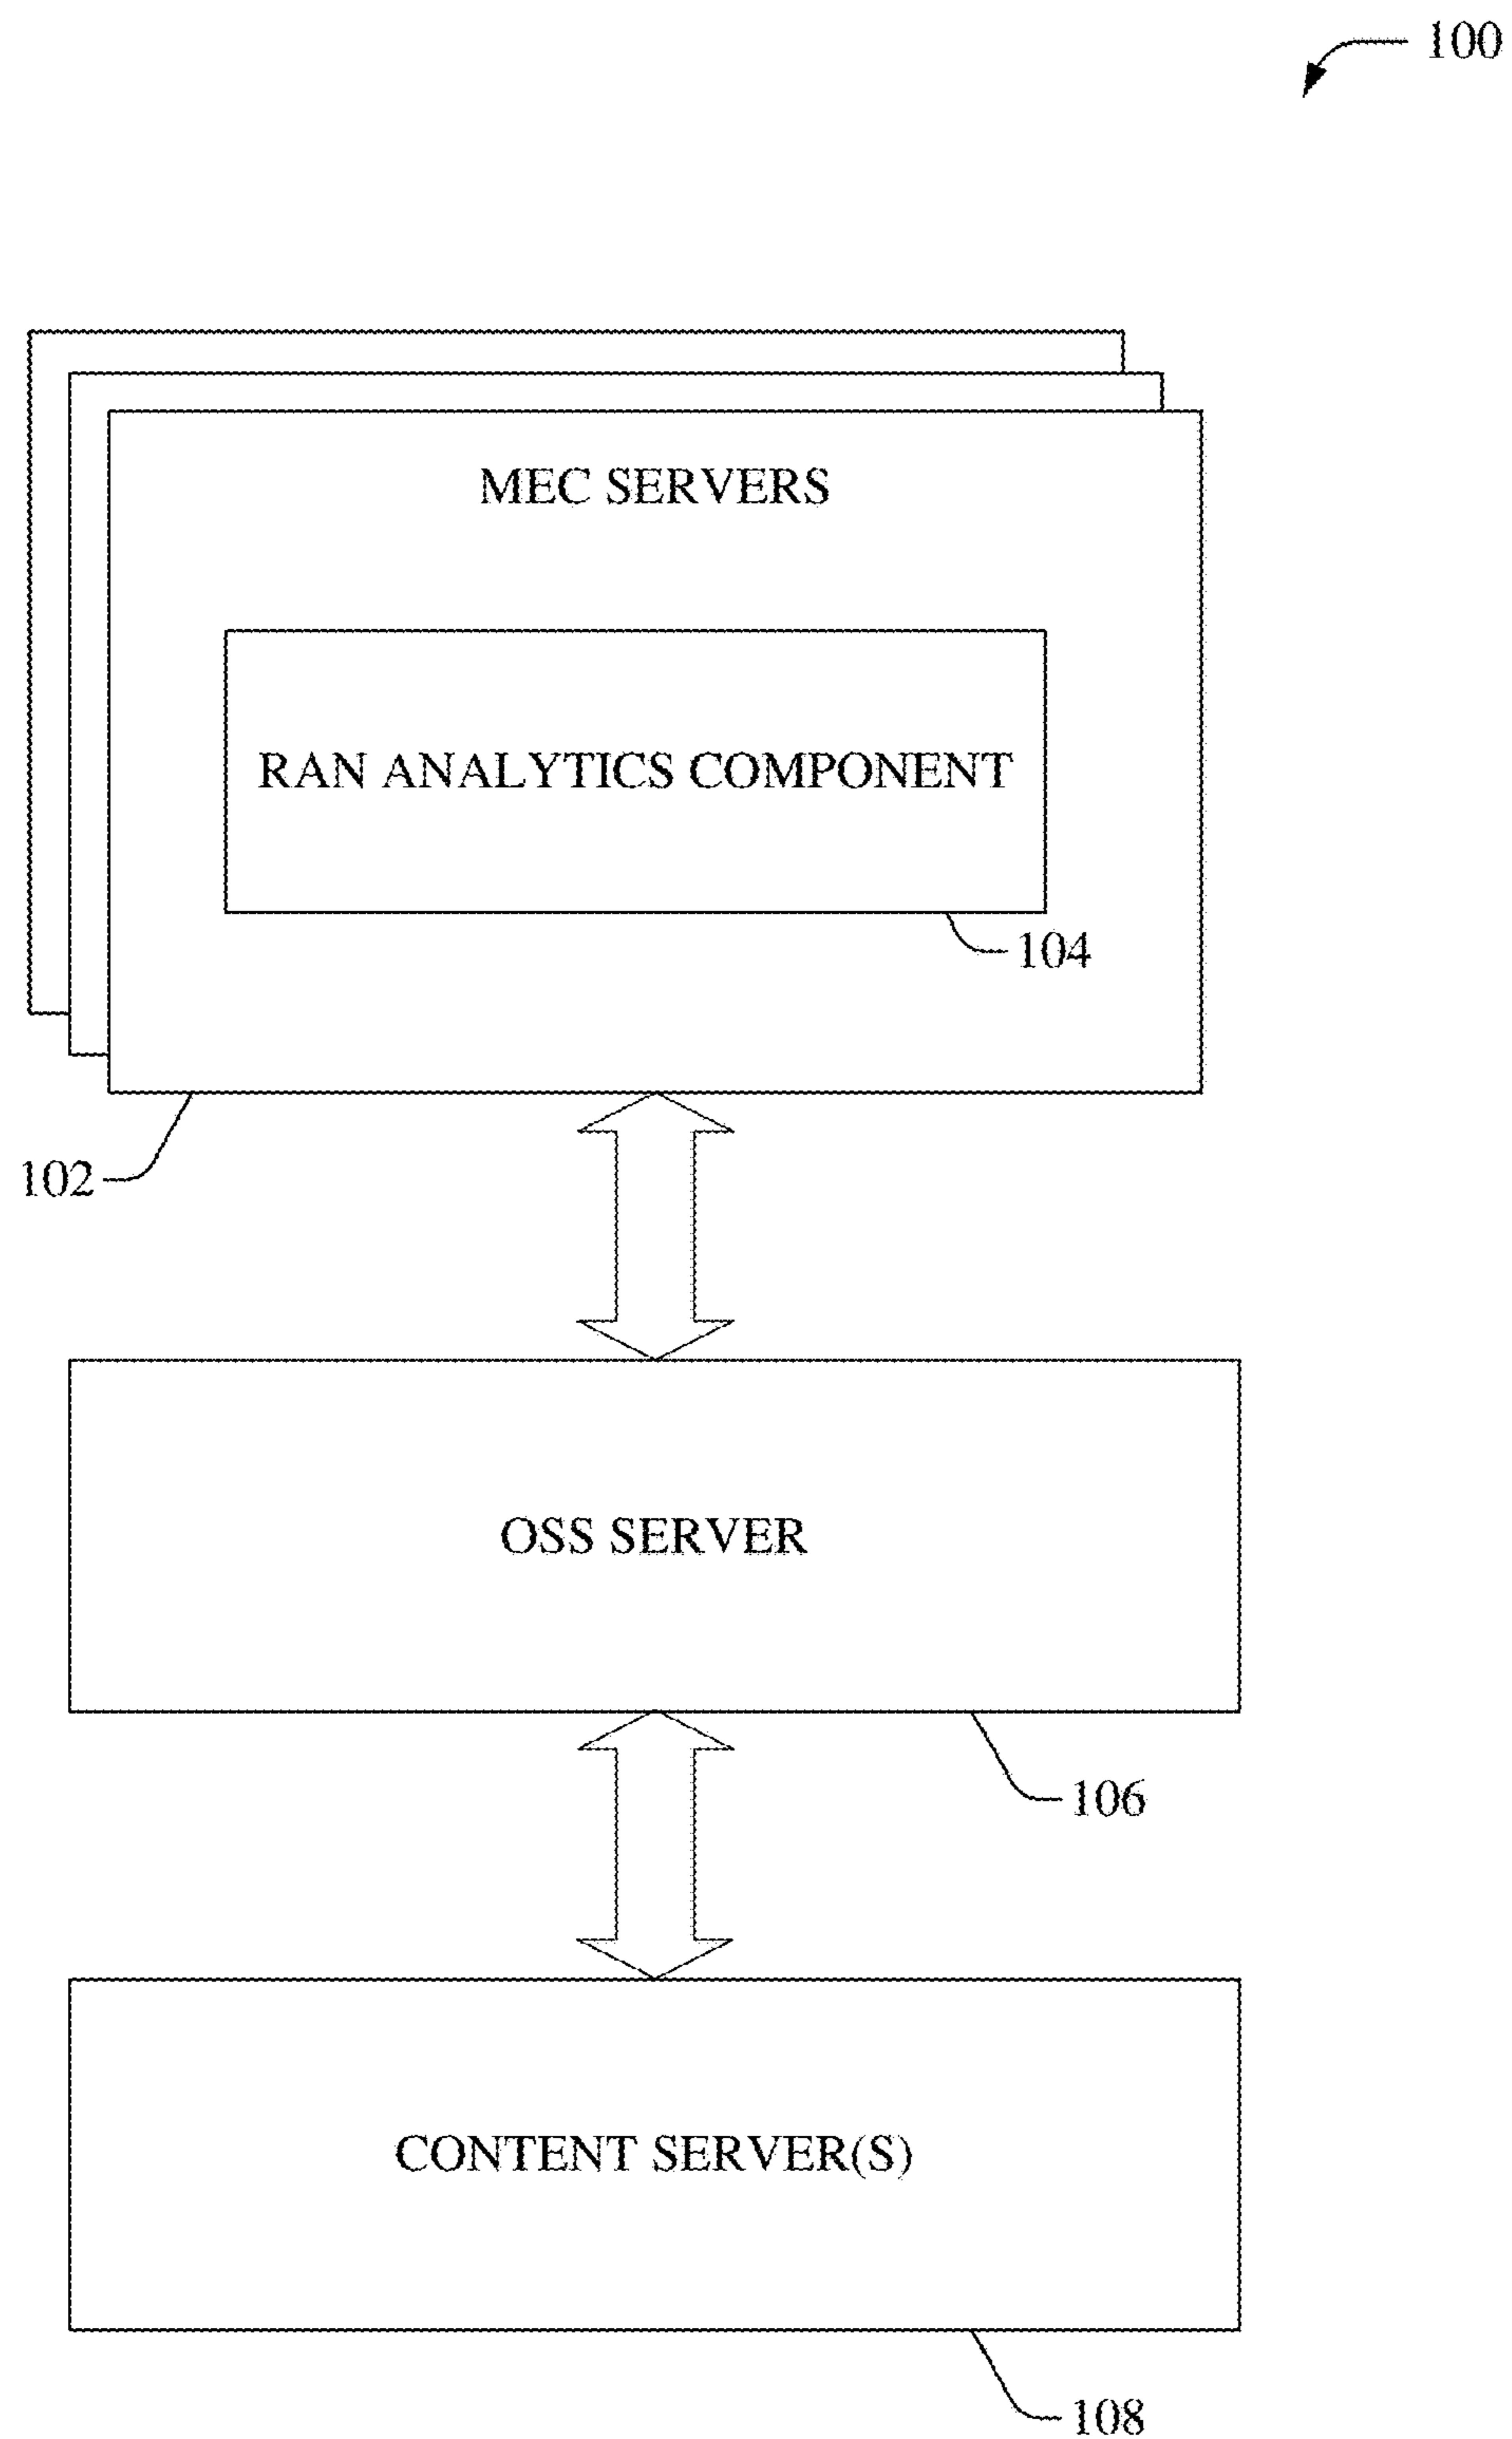 100
MEC SERVERS
RAN ANALYTICS COMPONENT
104
102
OSS SERVER
106
CONTENT SERVER(S)
108